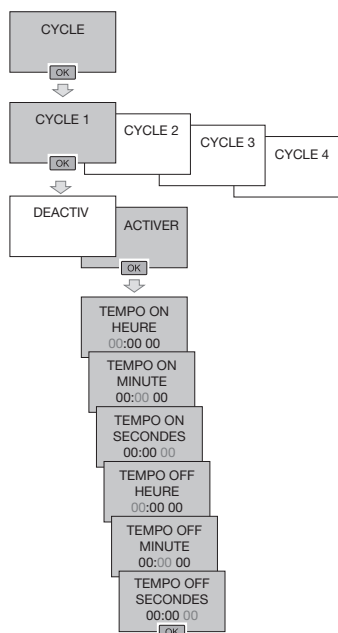 CYCLE
OK
CYCLE 1
CYCLE 2
CYCLE 3
CYCLE 4
OK
DEACTIV
ACTIVER
OK
TEMPO ON
HEURE
00:00 00
TEMPO ON
MINUTE
00:00 00
TEMPO ON
SECONDES
00:00 00
TEMPO OFF
HEURE
00:00 00
TEMPO OFF
MINUTE
00:00 00
TEMPO OFF
SECONDES
00:00 00
OK